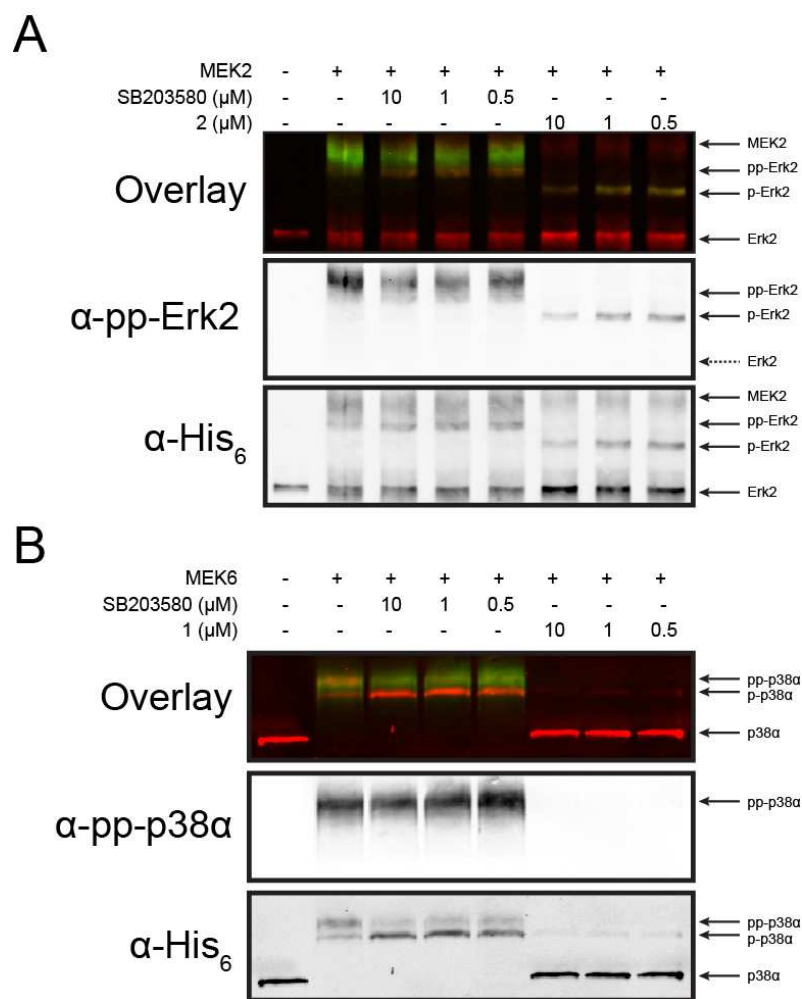 A
MEK2 - + + + + + + +
SB203580 (µM) - - 10 1 0.5 - - -
2 (µM) - - - - - 10 1 0.5
Overlay
MEK2
pp-Erk2
p-Erk2
Erk2
α-pp-Erk2
pp-Erk2
p-Erk2
Erk2
α-His6
MEK2
pp-Erk2
p-Erk2
Erk2
B
MEK6 - + + + + + + +
SB203580 (µM) - - 10 1 0.5 - - -
1 (µM) - - - - - 10 1 0.5
Overlay
pp-p38α
p-p38α
p38α
α-pp-p38α
pp-p38α
α-His6
pp-p38α
p-p38α
p38α